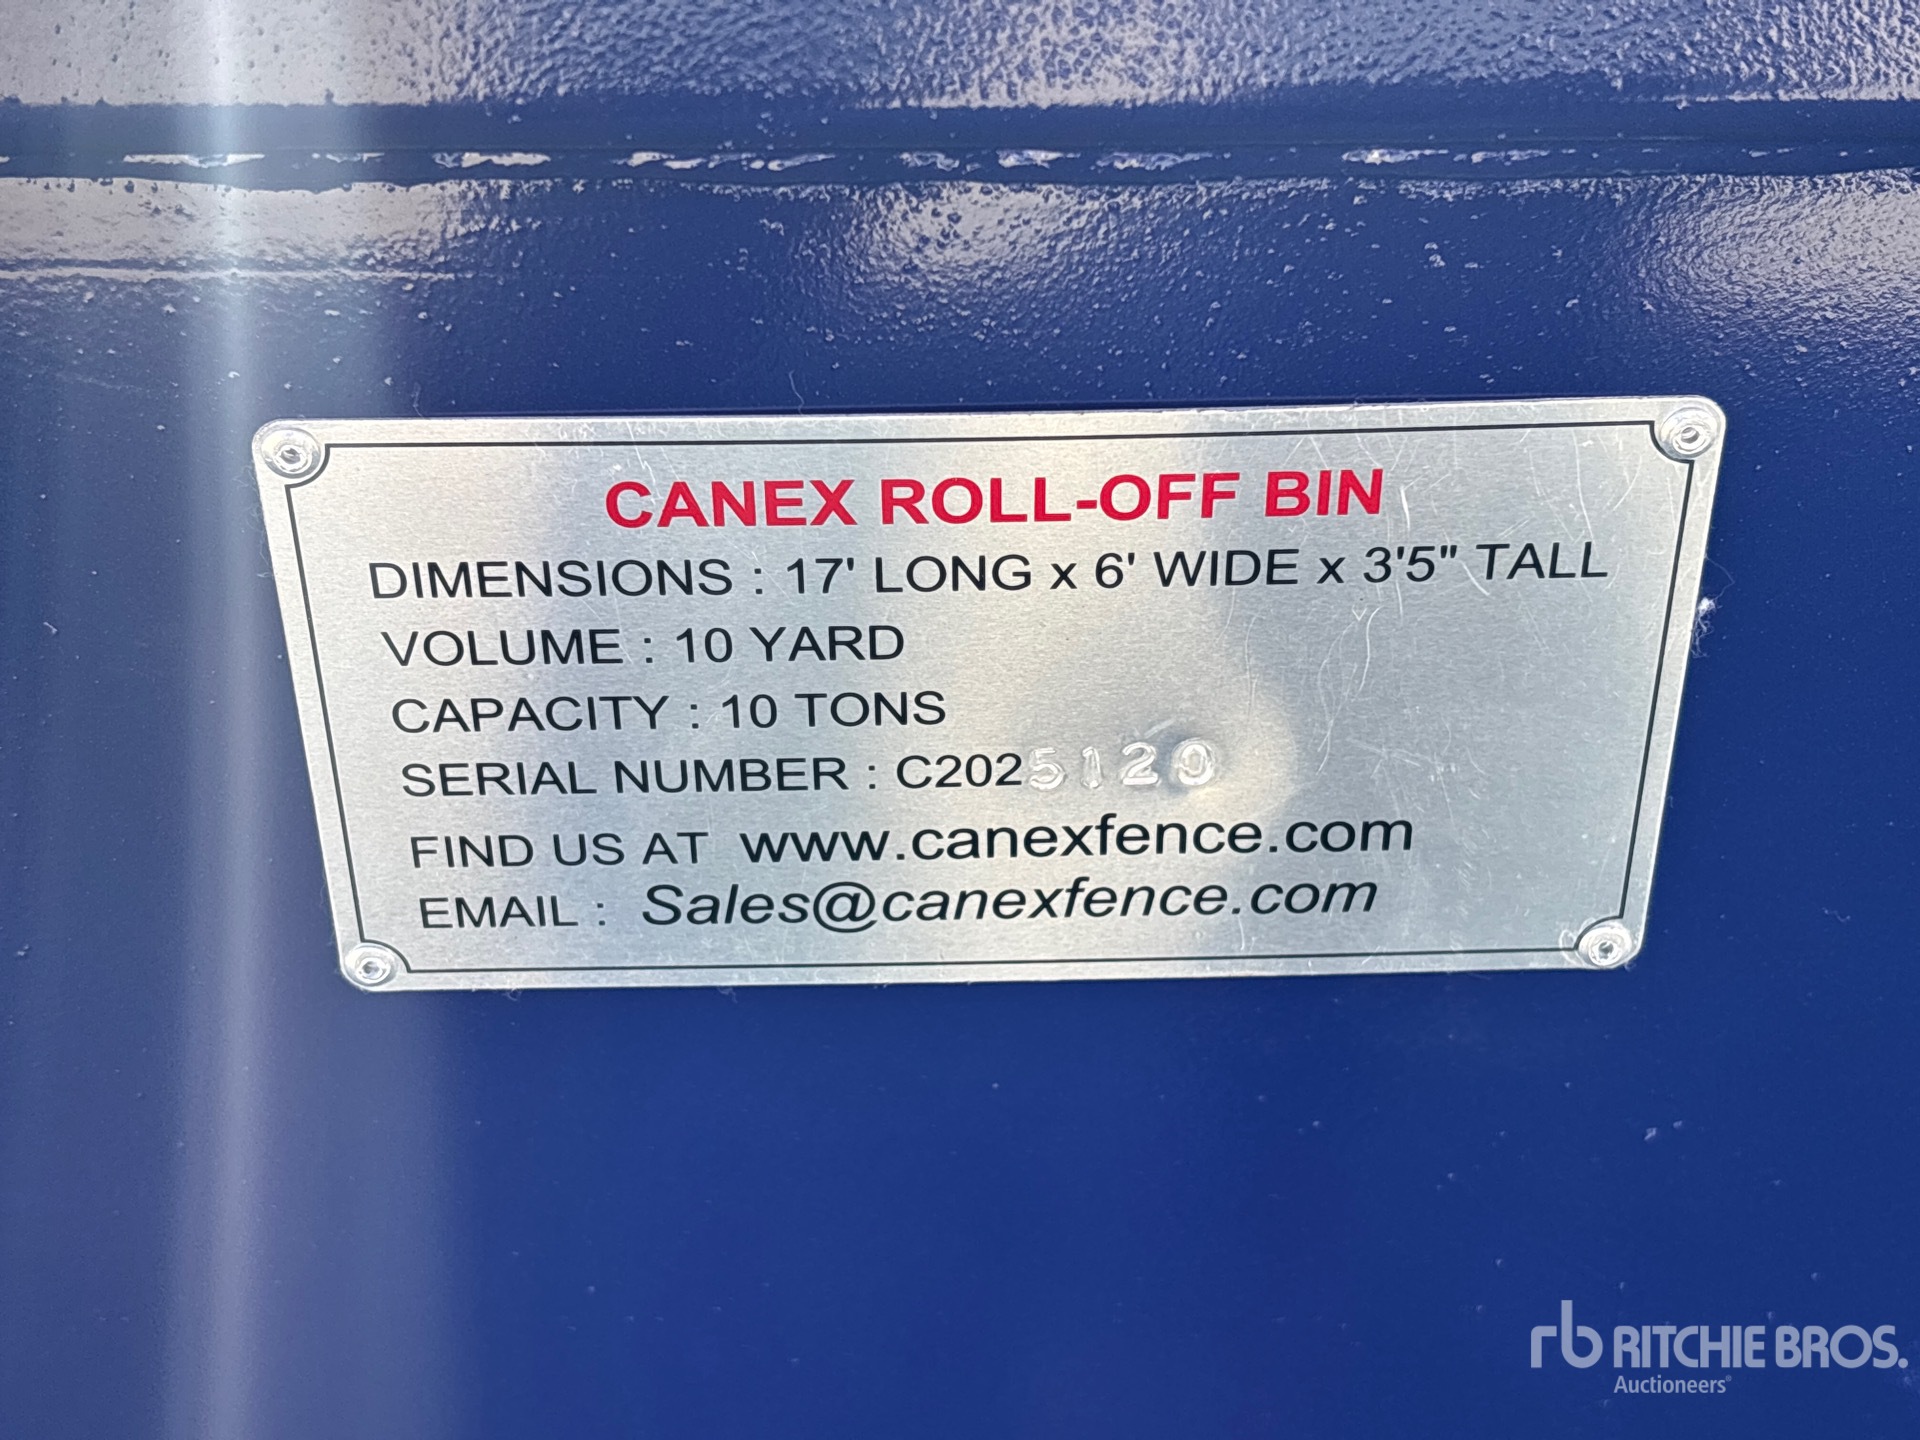 CANEX ROLL-OFF BIN
DIMENSIONS : 17' LONG x 6' WIDE x 3'5" TALL
VOLUME : 10 YARD
CAPACITY : 10 TONS
SERIAL NUMBER : C2025120
FIND US AT www.canexfence.com
EMAIL : Sales@canexfence.com
rb RITCHIE BROS.
Auctioneers